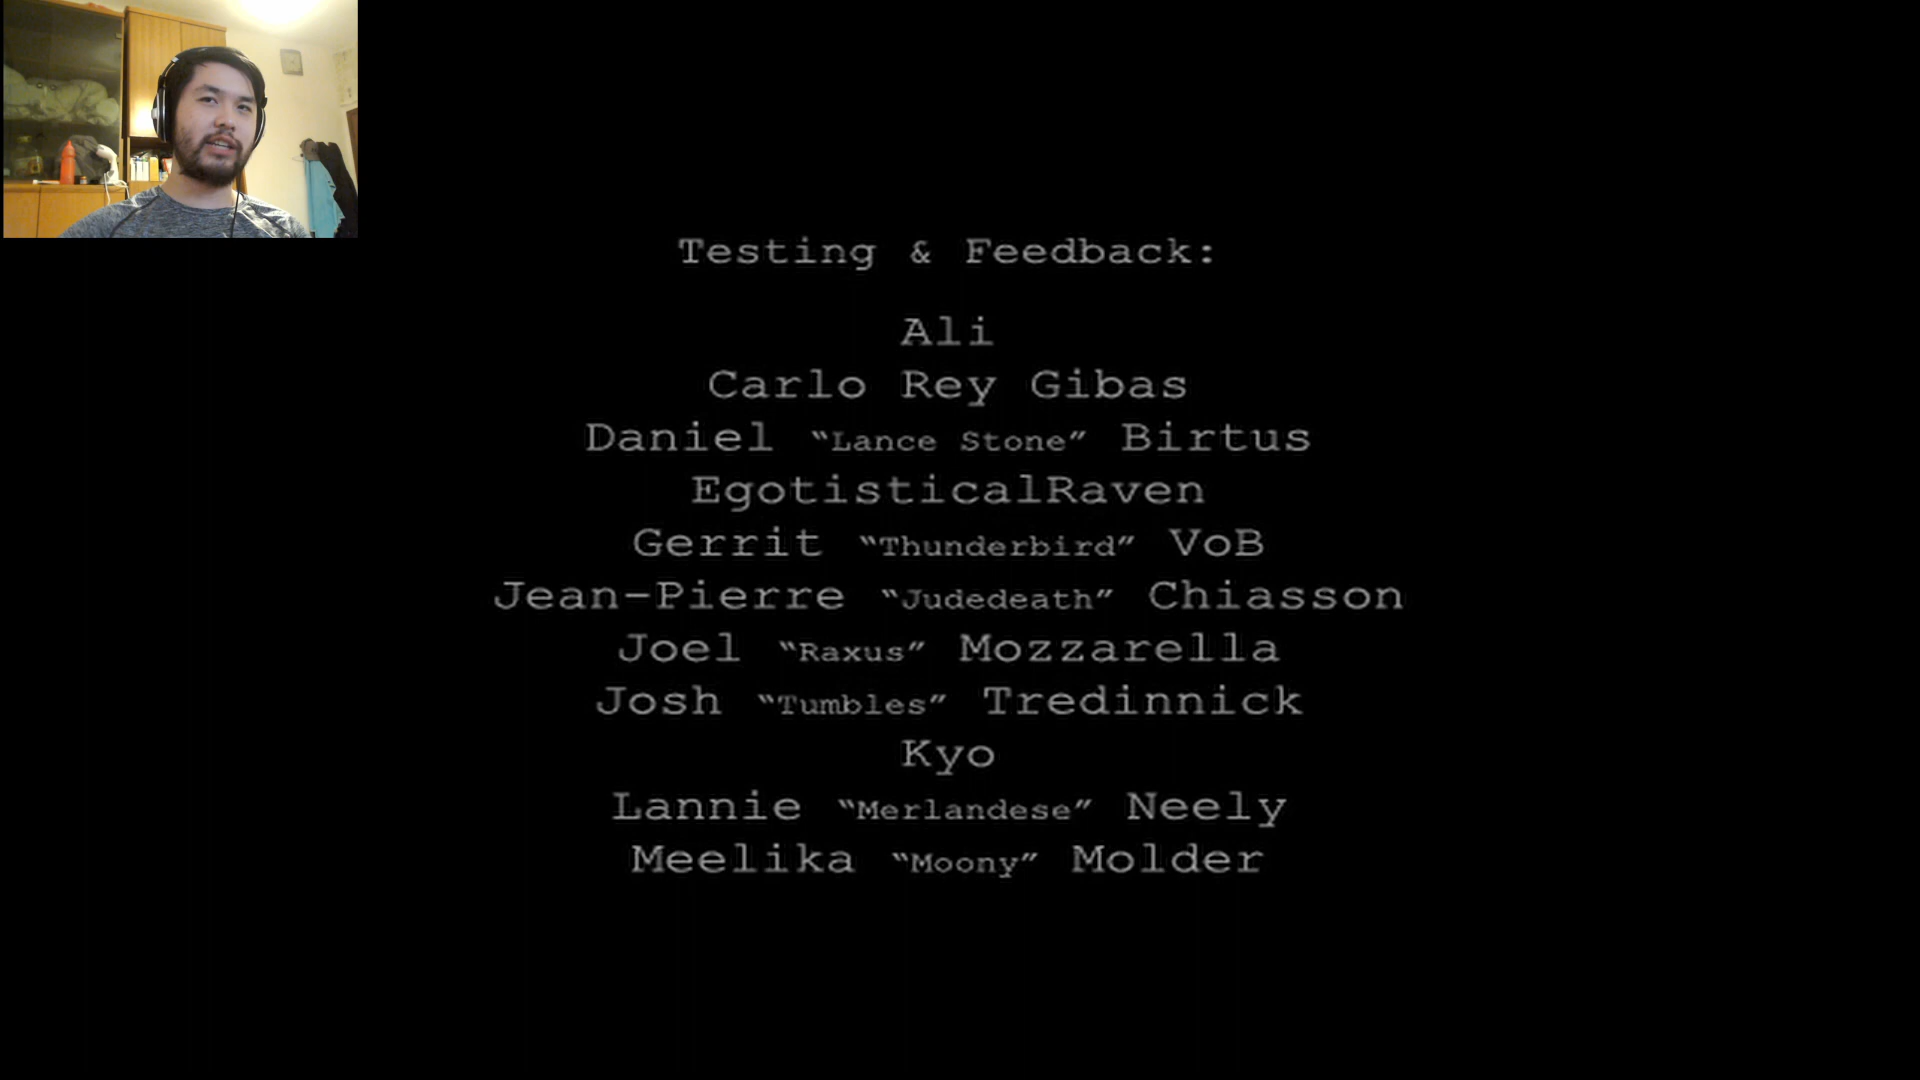 Testing & Feedback:
Ali
Carlo Rey Gibas
Daniel “Lance Stone” Birtus
EgotisticalRaven
Gerrit “Thunderbird” VoB
Jean-Pierre “Judedeath” Chiasson
Joel “Raxus” Mozzarella
Josh “Tumbles” Tredinnick
Kyo
Lannie “Merlandese” Neely
Meelika “Moony” Molder